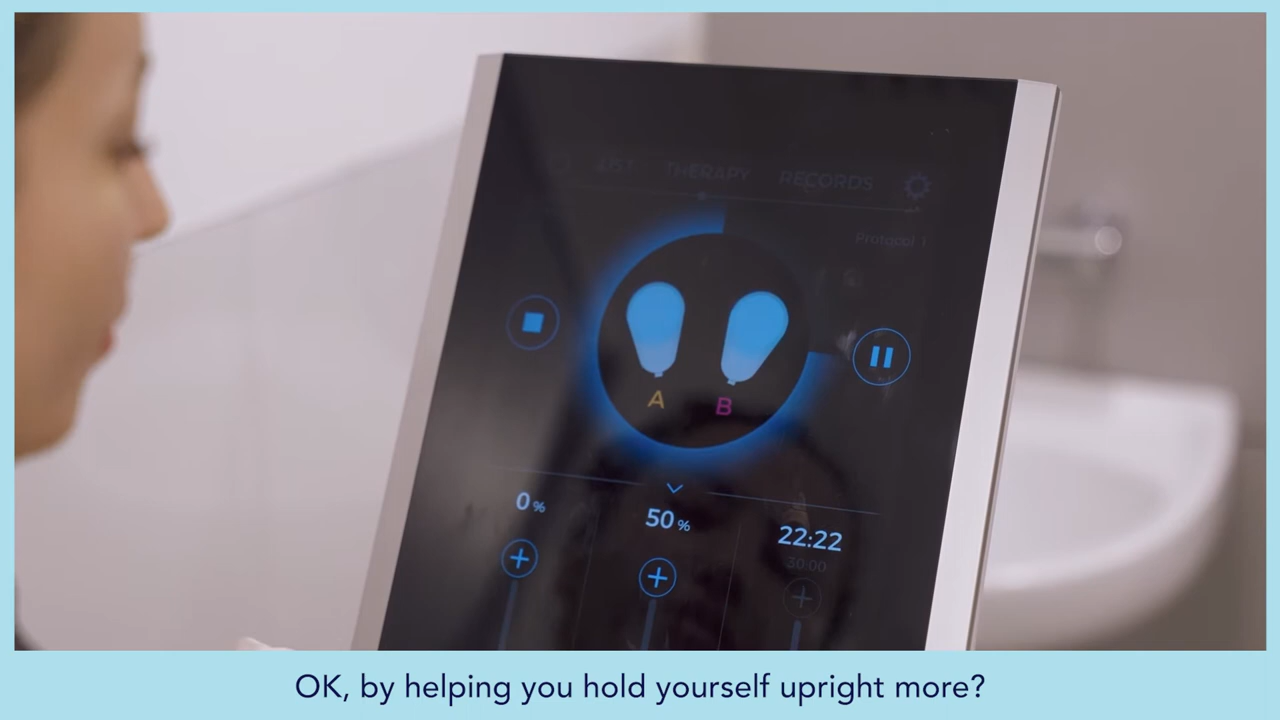 THERAPY RECORDS
Protocol 1
A B
0% 50% 22:22
30:00
OK, by helping you hold yourself upright more?